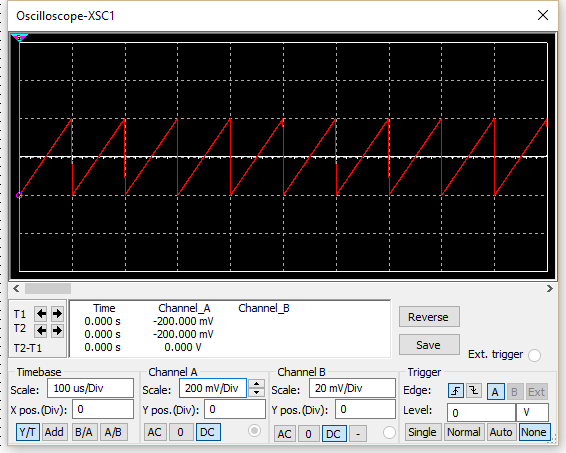 Oscilloscope-XSC1
T1
T2
T2-T1
Time Channel_A Channel_B
0.000 s -200.000 mV
0.000 s -200.000 mV
0.000 s 0.000 V
Reverse
Save
Ext. trigger
Timebase
Scale: 100 us/Div
X pos.(Div): 0
Y/T Add B/A A/B
Channel A
Scale: 200 mV/Div
Y pos.(Div): 0
AC 0 DC
Channel B
Scale: 20 mV/Div
Y pos.(Div): 0
AC 0 DC -
Trigger
Edge: A B Ext
Level: 0 V
Single Normal Auto None